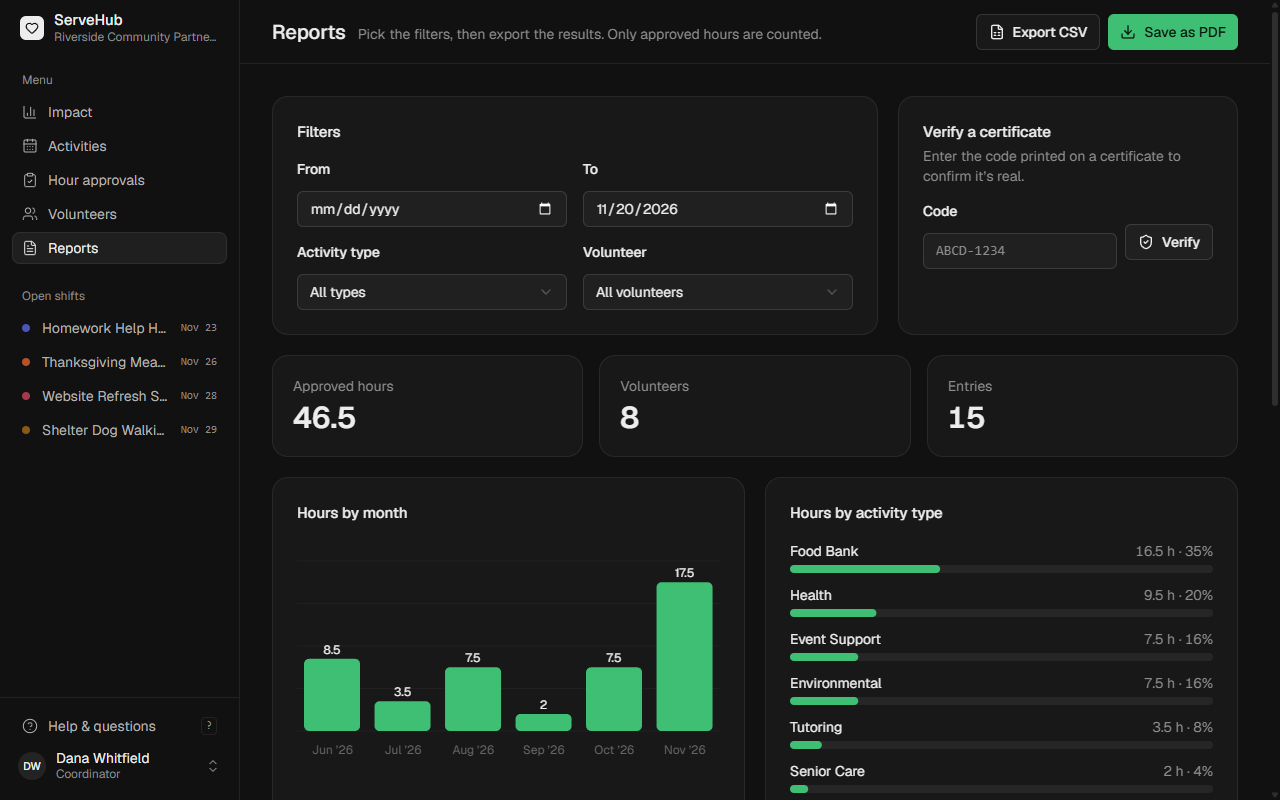 ServeHub
Riverside Community Partne...
Menu
Impact
Activities
Hour approvals
Volunteers
Reports
Open shifts
Homework Help H... Nov 23
Thanksgiving Mea... Nov 26
Website Refresh S... Nov 28
Shelter Dog Walki... Nov 29
Help & questions ?
DW
Dana Whitfield
Coordinator
Reports Pick the filters, then export the results. Only approved hours are counted.
Export CSV
Save as PDF
Filters
From
mm/dd/yyyy
To
11/20/2026
Activity type
All types
Volunteer
All volunteers
Verify a certificate
Enter the code printed on a certificate to
confirm it's real.
Code
ABCD-1234
Verify
Approved hours
46.5
Volunteers
8
Entries
15
Hours by month
8.5
3.5
7.5
2
7.5
17.5
Jun '26
Jul '26
Aug '26
Sep '26
Oct '26
Nov '26
Hours by activity type
Food Bank 16.5 h · 35%
Health 9.5 h · 20%
Event Support 7.5 h · 16%
Environmental 7.5 h · 16%
Tutoring 3.5 h · 8%
Senior Care 2 h · 4%